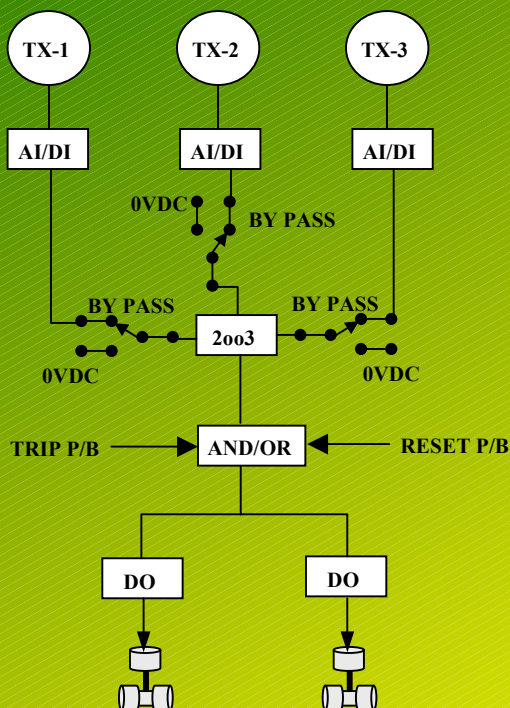 TX-1
TX-2
TX-3
AI/DI
AI/DI
AI/DI
0VDC
BY PASS
BY PASS
BY PASS
2oo3
0VDC
0VDC
TRIP P/B
AND/OR
RESET P/B
DO
DO